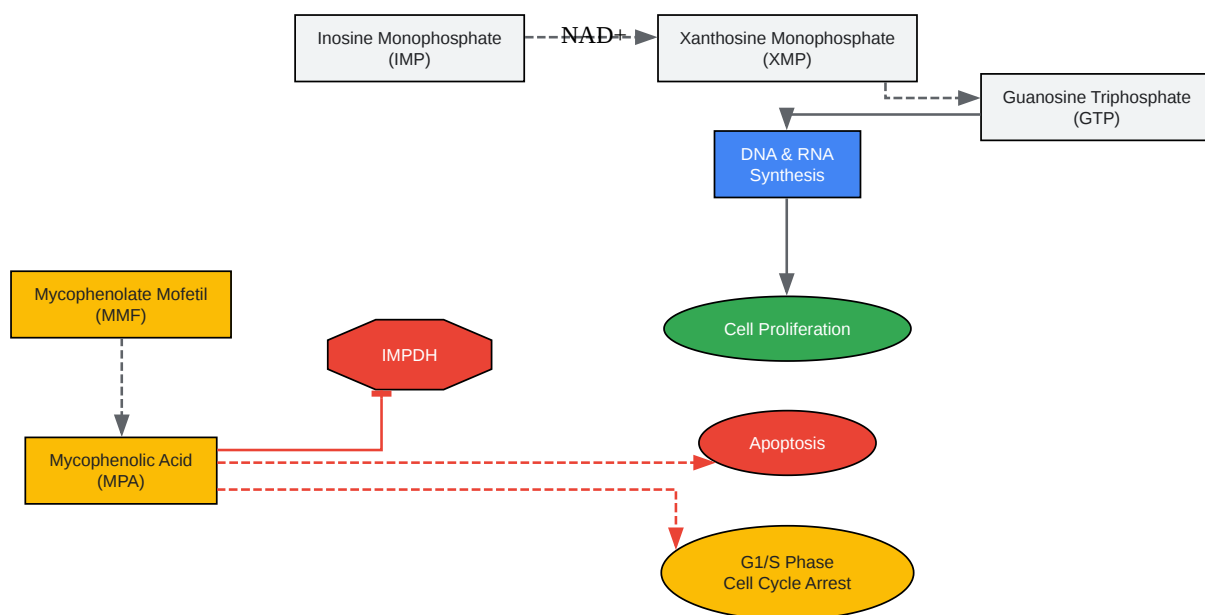 Inosine Monophosphate
(IMP)
NAD+
Xanthosine Monophosphate
(XMP)
Guanosine Triphosphate
(GTP)
DNA & RNA
Synthesis
Mycophenolate Mofetil
(MMF)
IMPDH
Cell Proliferation
Mycophenolic Acid
(MPA)
Apoptosis
G1/S Phase
Cell Cycle Arrest